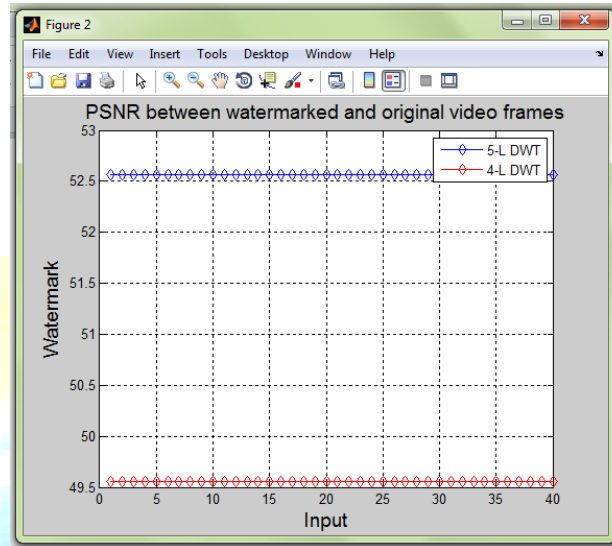 Figure 2
File Edit View Insert Tools Desktop Window Help
PSNR between watermarked and original video frames
53
52.5
52
51.5
51
50.5
50
49.5
Watermark
5-L DWT
4-L DWT
0 5 10 15 20 25 30 35 40
Input